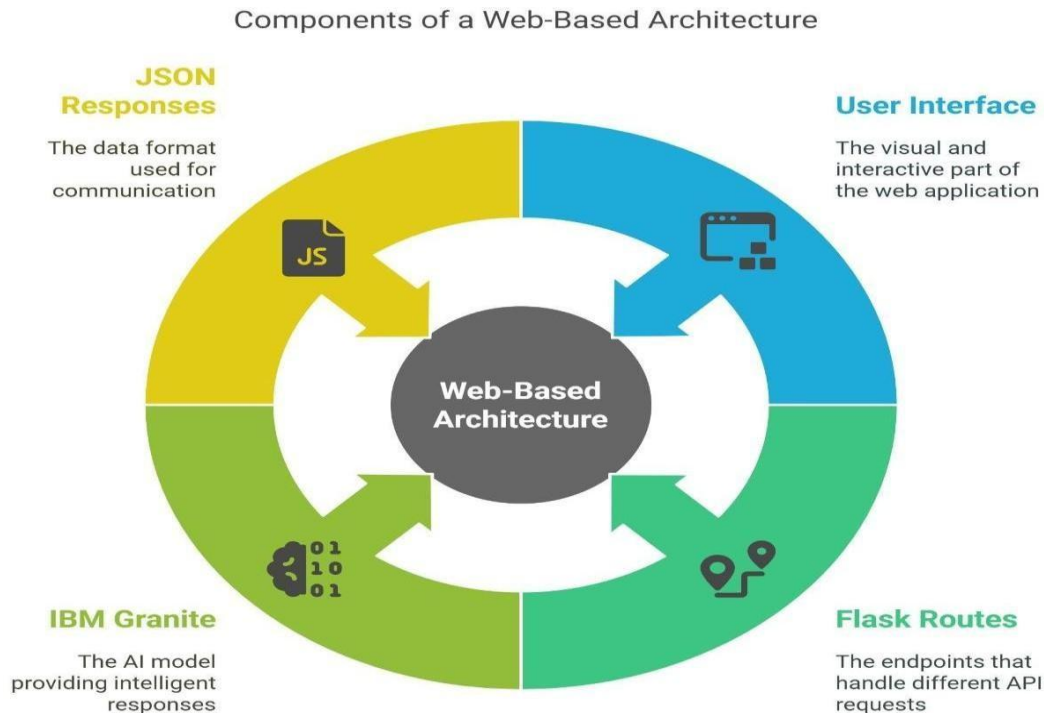 Components of a Web-Based Architecture
JSON
Responses
The data format
used for
communication
User Interface
The visual and
interactive part of
the web application
JS
Web-Based
Architecture
01
10
01
IBM Granite
The AI model
providing intelligent
responses
Flask Routes
The endpoints that
handle different API
requests